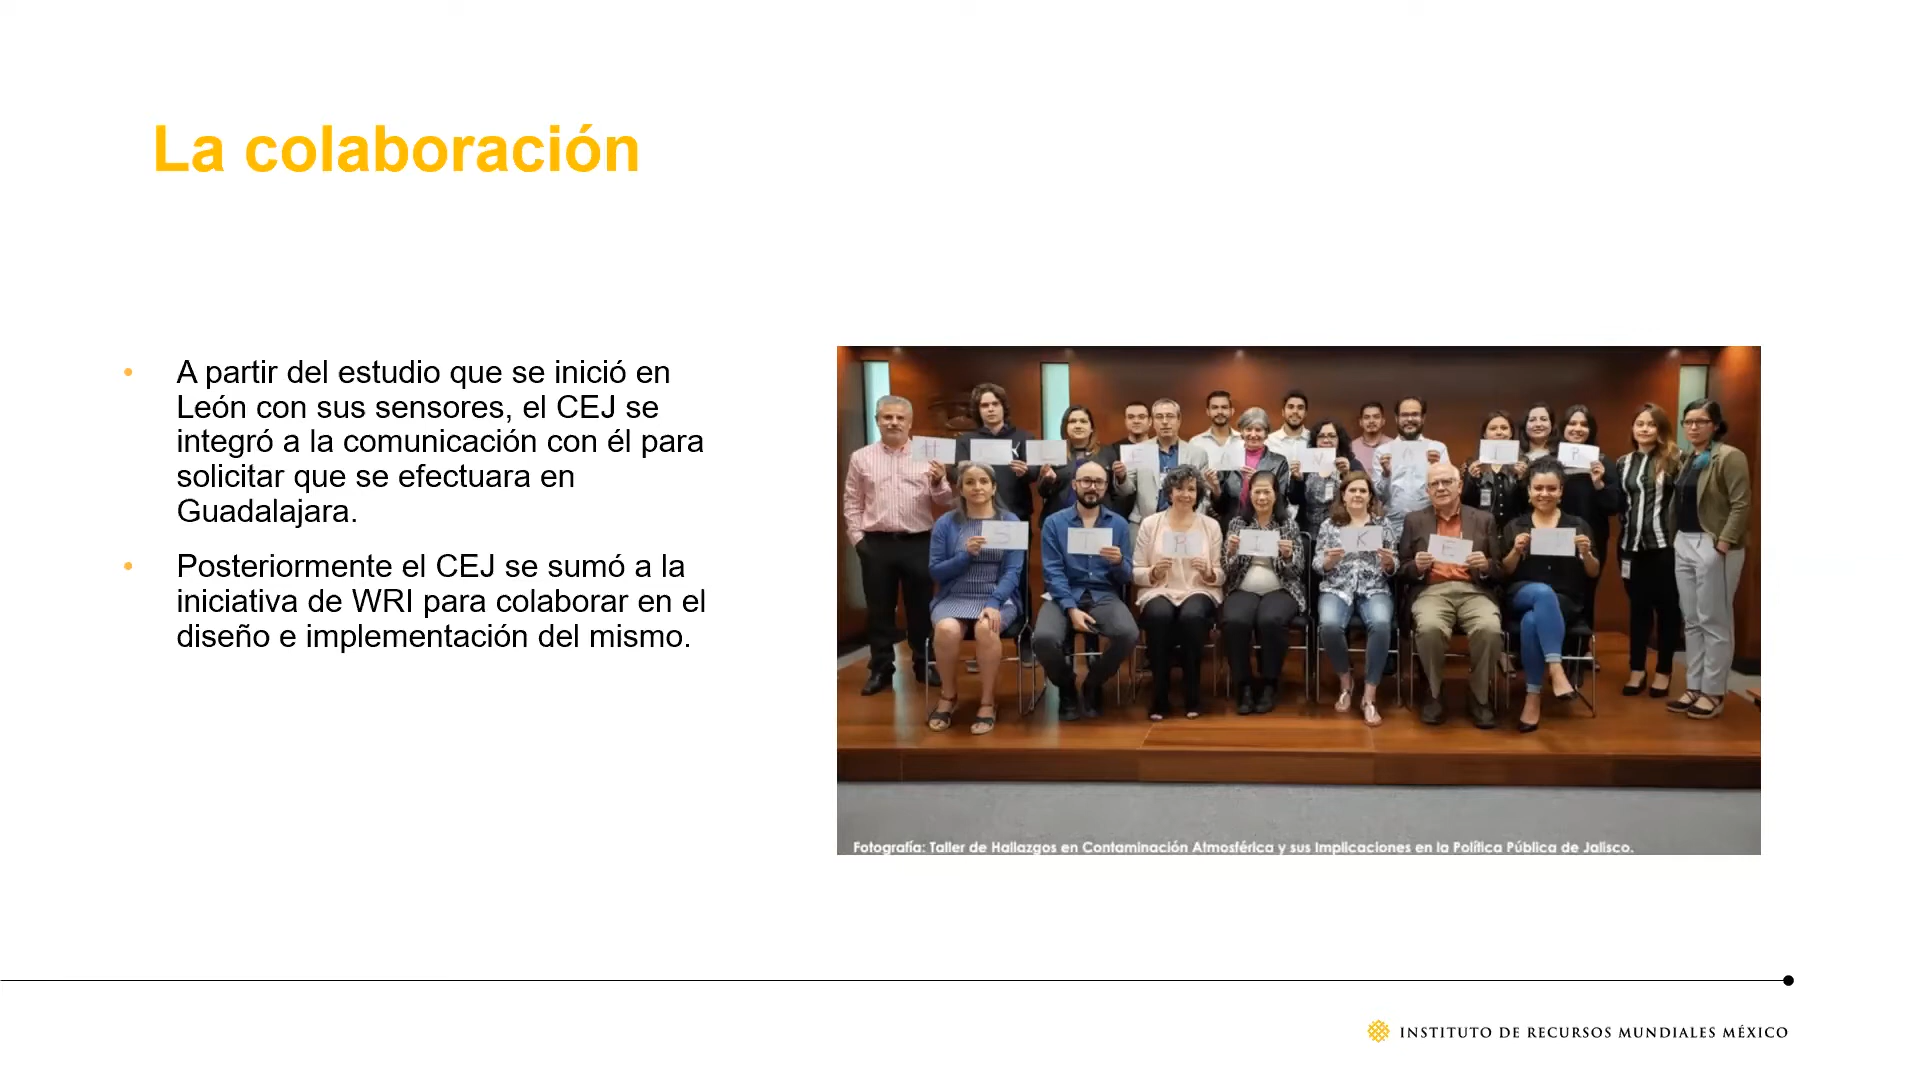 La colaboración
• A partir del estudio que se inició en
León con sus sensores, el CEJ se
integró a la comunicación con él para
solicitar que se efectuara en
Guadalajara.
• Posteriormente el CEJ se sumó a la
iniciativa de WRI para colaborar en el
diseño e implementación del mismo.
S T R I K E
Fotografía: Taller de Hallazgos en Contaminación Atmosférica y sus Implicaciones en la Política Pública de Jalisco.
INSTITUTO DE RECURSOS MUNDIALES MÉXICO